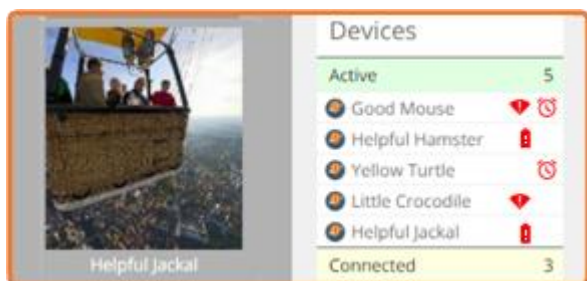 Helpful Jackal
Devices
Active 5
Good Mouse
Helpful Hamster
Yellow Turtle
Little Crocodile
Helpful Jackal
Connected 3